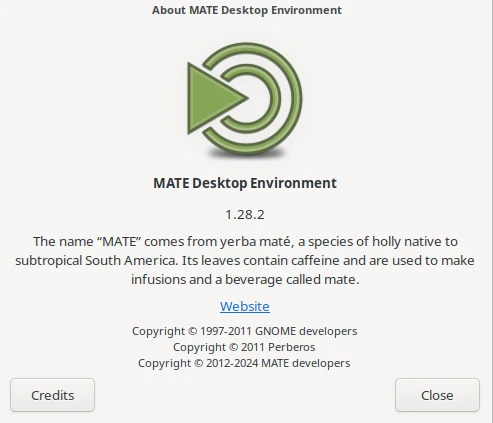 About MATE Desktop Environment
MATE Desktop Environment
1.28.2
The name “MATE” comes from yerba maté, a species of holly native to
subtropical South America. Its leaves contain caffeine and are used to make
infusions and a beverage called mate.
Website
Copyright © 1997-2011 GNOME developers
Copyright © 2011 Perberos
Copyright © 2012-2024 MATE developers
Credits
Close